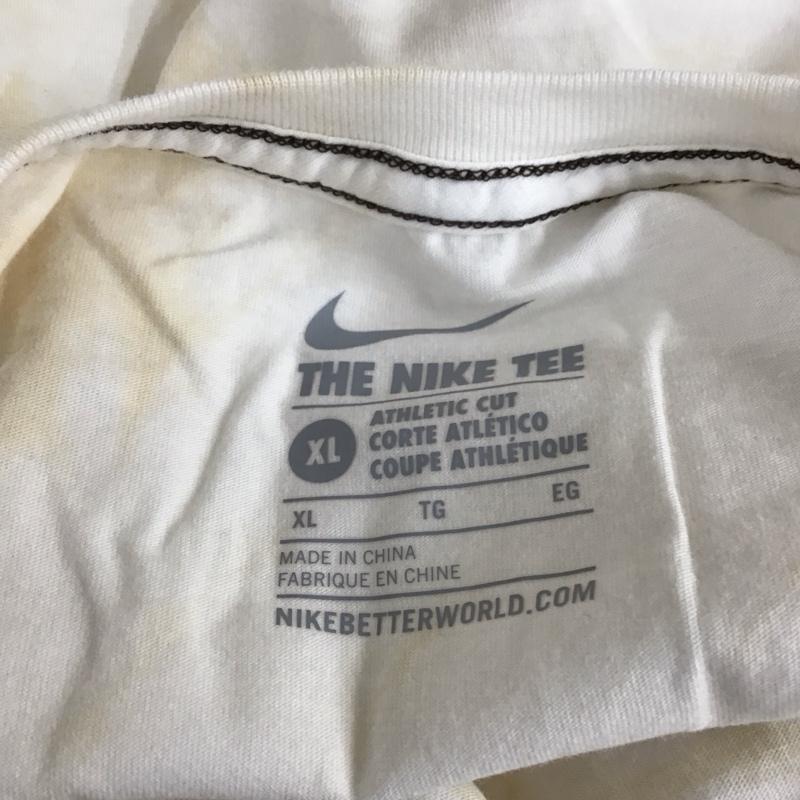 THE NIKE TEE
XL
ATHLETIC CUT
CORTE ATLÉTICO
COUPE ATHLÉTIQUE
XL TG EG
MADE IN CHINA
FABRIQUE EN CHINE
NIKEBETTERWORLD.COM